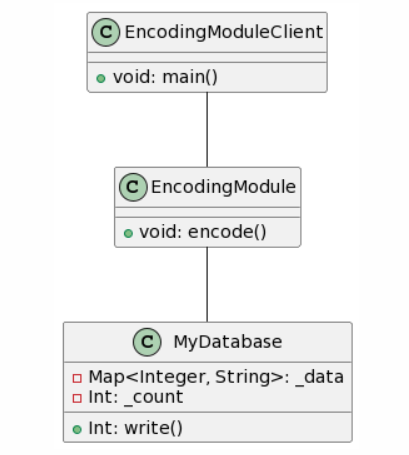 C EncodingModuleClient
void: main()
C EncodingModule
void: encode()
C MyDatabase
Map<Integer, String>: _data
Int: _count
Int: write()